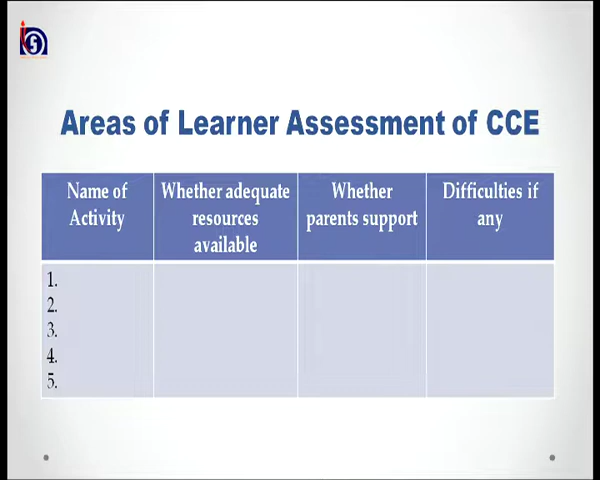 Areas of Learner Assessment of CCE
Name of
Activity
Whether adequate
resources
available
Whether
parents support
Difficulties if
any
1.
2.
3.
4.
5.